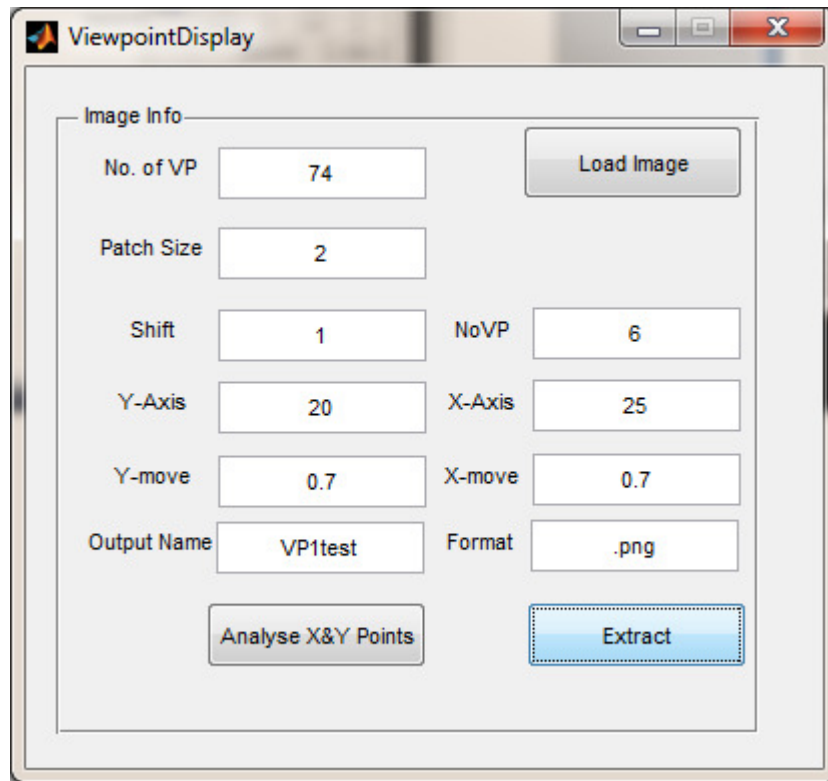 ViewpointDisplay
Image Info
No. of VP 74 Load Image
Patch Size 2
Shift 1 NoVP 6
Y-Axis 20 X-Axis 25
Y-move 0.7 X-move 0.7
Output Name VP1test Format .png
Analyse X&Y Points Extract